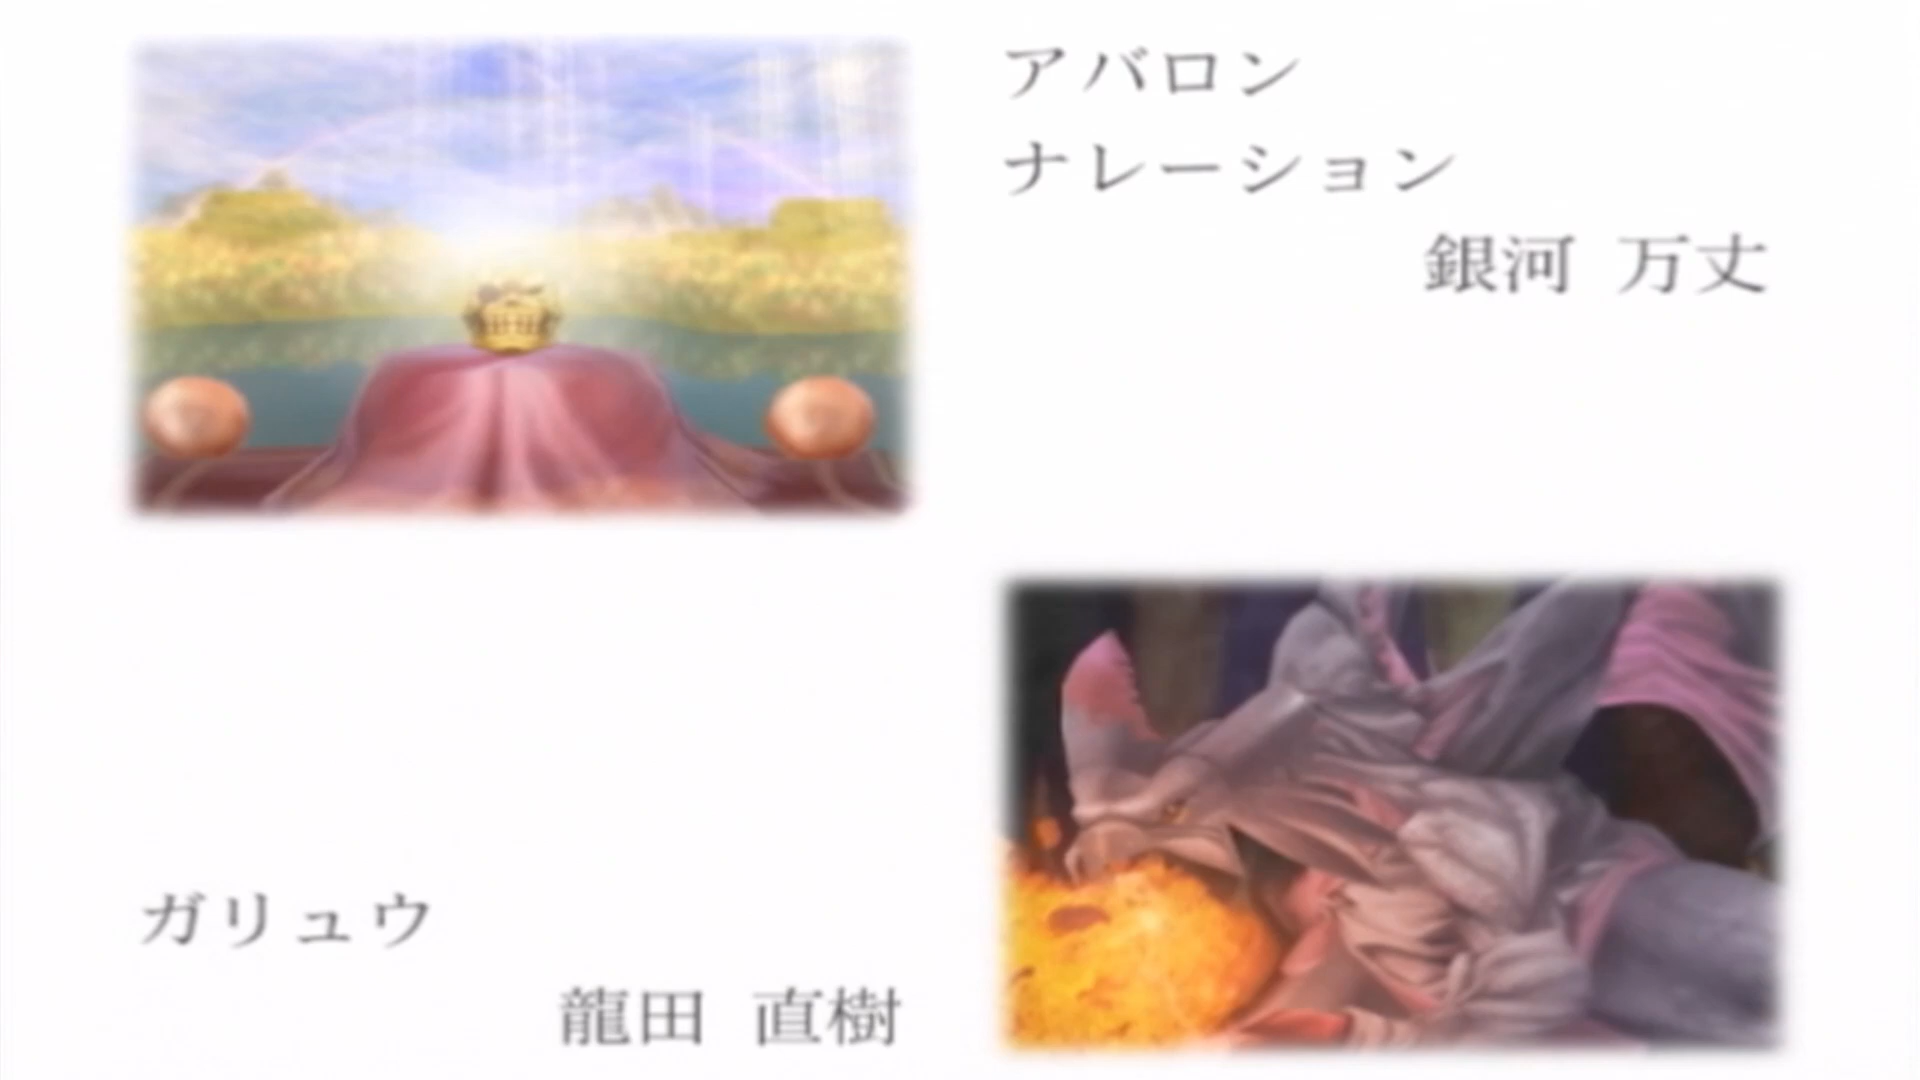 アバロン
ナレーション
銀河 万丈
ガリュウ
龍田 直樹